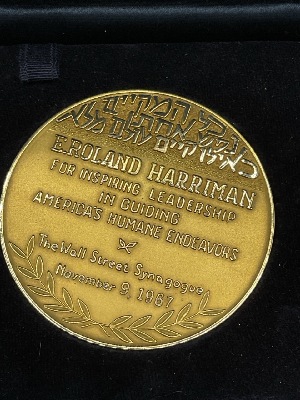 המקיים
עולם מלא
כאילו קיים
E. ROLAND HARRIMAN
FOR INSPIRING LEADERSHIP
IN GUIDING
AMERICA'S HUMANE ENDEAVORS
The Wall Street Synagogue
November 9, 1967